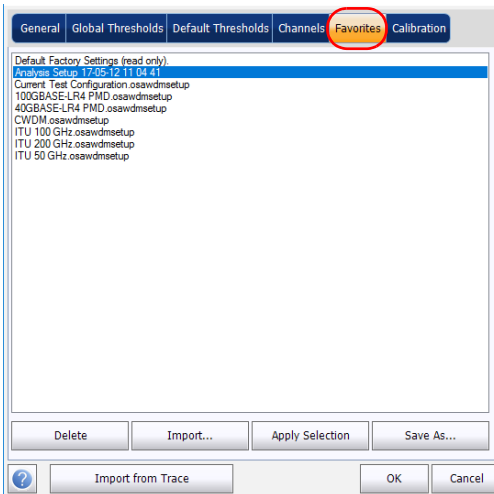 General Global Thresholds Default Thresholds Channels Favorites Calibration
Default Factory Settings (read only).
Analysis Setup 17-05-12 11 04 41
Current Test Configuration.osawdmsetup
100GBASE-LR4 PMD.osawdmsetup
40GBASE-LR4 PMD.osawdmsetup
CWDM.osawdmsetup
ITU 100 GHz.osawdmsetup
ITU 200 GHz.osawdmsetup
ITU 50 GHz.osawdmsetup
Delete Import... Apply Selection Save As...
? Import from Trace OK Cancel